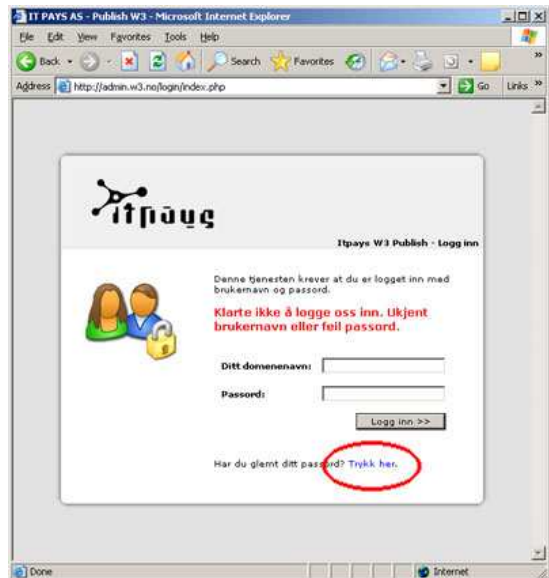 IT PAYS AS - Publish W3 - Microsoft Internet Explorer
File Edit View Favorites Tools Help
Back Search Favorites »
Address http://admin.w3.no/login/index.php Go Links »
itpays
Itpays W3 Publish - Logg inn
Denne tjenesten krever at du er logget inn med
brukernavn og passord.
Klarte ikke å logge oss inn. Ukjent
brukernavn eller feil passord.
Ditt domenenavn:
Passord:
Logg inn >>
Har du glemt ditt passord? Trykk her.
Done Internet